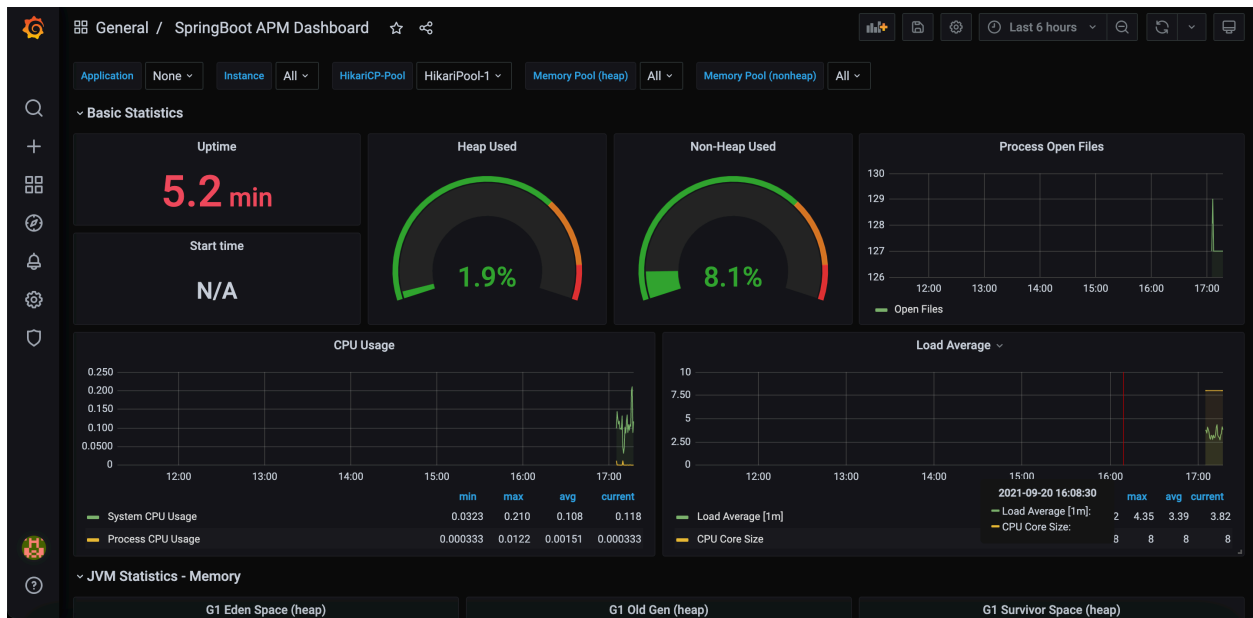 General / SpringBoot APM Dashboard
Last 6 hours
Application None Instance All HikariCP-Pool HikariPool-1 Memory Pool (heap) All Memory Pool (nonheap) All
Basic Statistics
Uptime
5.2 min
Start time
N/A
Heap Used
1.9%
Non-Heap Used
8.1%
Process Open Files
130
129
128
127
126
12:00 13:00 14:00 15:00 16:00 17:00
Open Files
CPU Usage
0.250
0.200
0.150
0.100
0.0500
0
12:00 13:00 14:00 15:00 16:00 17:00
min max avg current
System CPU Usage 0.0323 0.210 0.108 0.118
Process CPU Usage 0.000333 0.0122 0.00151 0.000333
Load Average
10
7.50
5
2.50
0
12:00 13:00 14:00 15:00 16:00 17:00
max avg current
Load Average [1m] 2 4.35 3.39 3.82
CPU Core Size 8 8 8 8
2021-09-20 16:08:30
Load Average [1m]:
CPU Core Size:
JVM Statistics - Memory
G1 Eden Space (heap)
G1 Old Gen (heap)
G1 Survivor Space (heap)